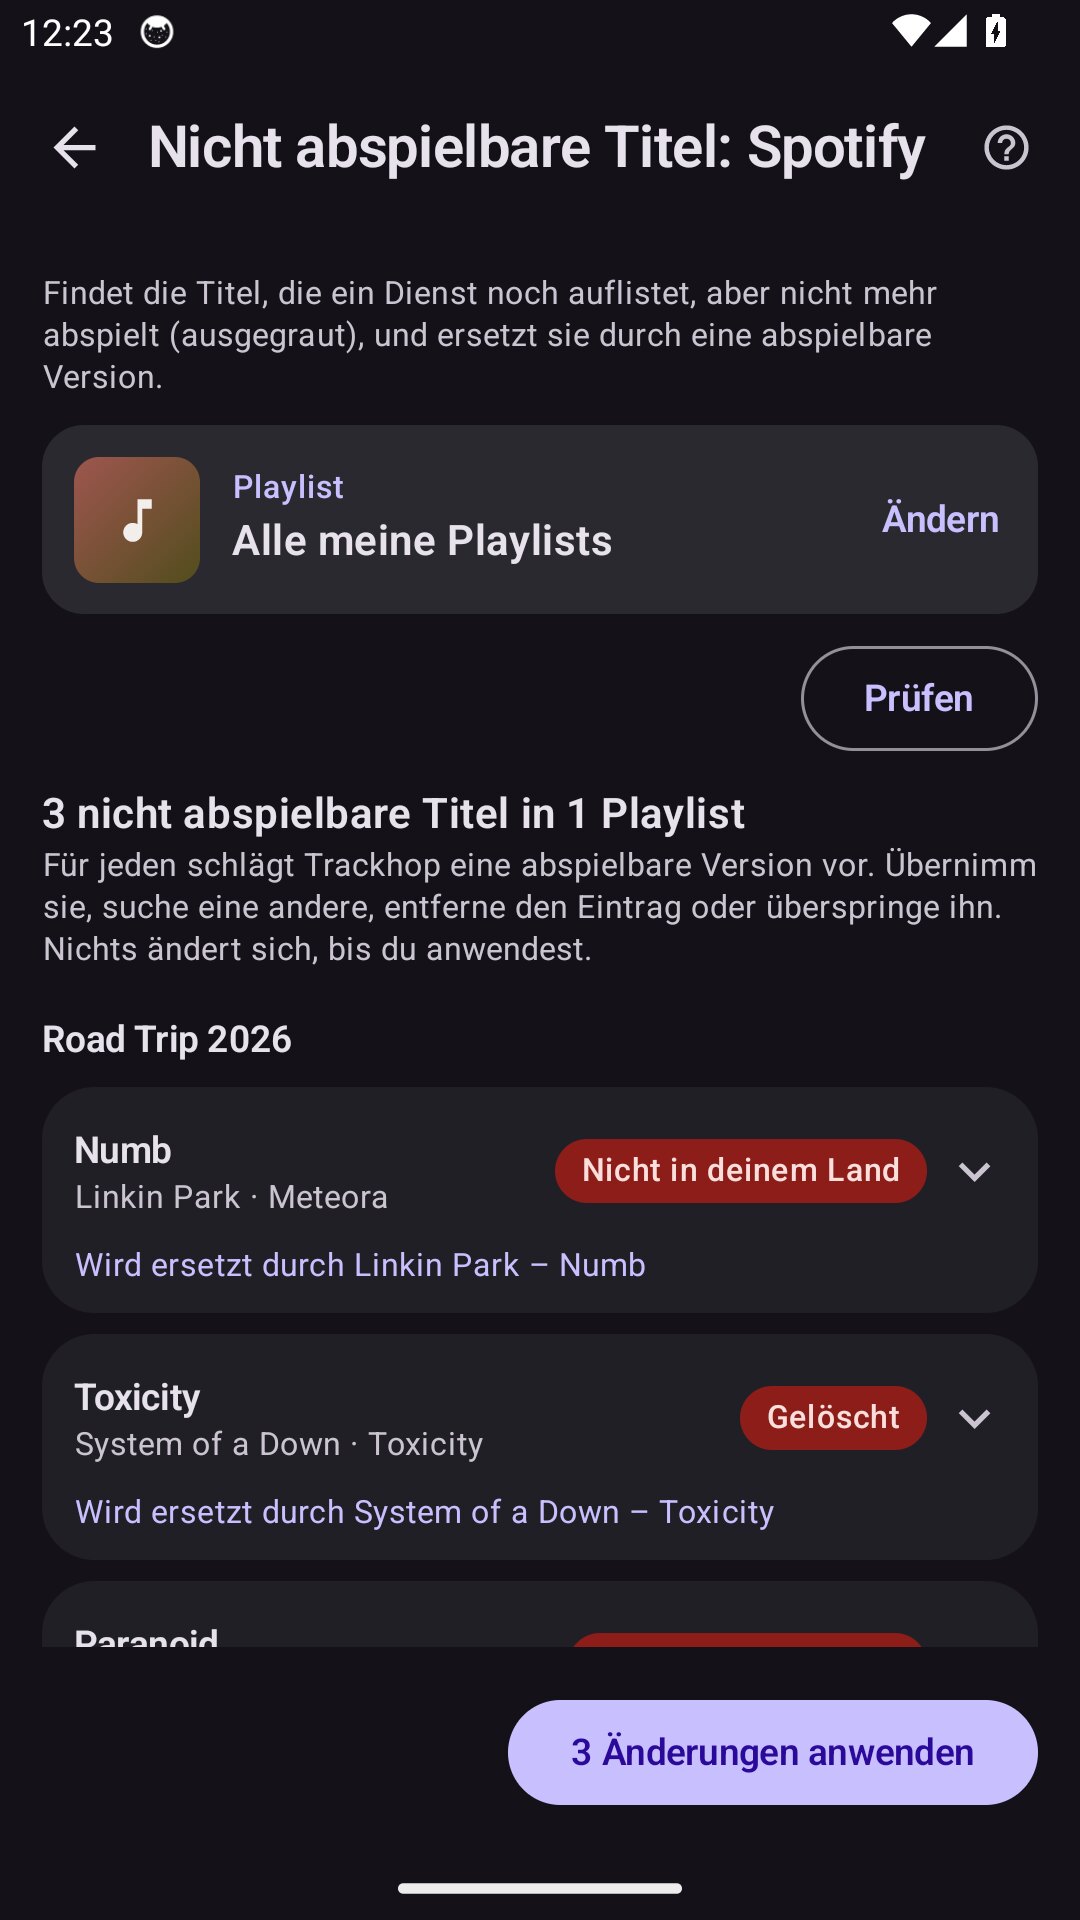 12:23
Nicht abspielbare Titel: Spotify
Findet die Titel, die ein Dienst noch auflistet, aber nicht mehr
abspielt (ausgegraut), und ersetzt sie durch eine abspielbare
Version.
Playlist
Alle meine Playlists
Ändern
Prüfen
3 nicht abspielbare Titel in 1 Playlist
Für jeden schlägt Trackhop eine abspielbare Version vor. Übernimm
sie, suche eine andere, entferne den Eintrag oder überspringe ihn.
Nichts ändert sich, bis du anwendest.
Road Trip 2026
Numb
Linkin Park · Meteora
Nicht in deinem Land
Wird ersetzt durch Linkin Park – Numb
Toxicity
System of a Down · Toxicity
Gelöscht
Wird ersetzt durch System of a Down – Toxicity
Paranoid
3 Änderungen anwenden